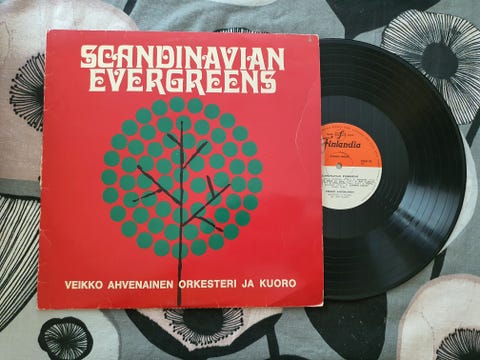 SCANDINAVIAN
EVERGREENS
VEIKKO AHVENAINEN ORKESTERI JA KUORO
Finlandia